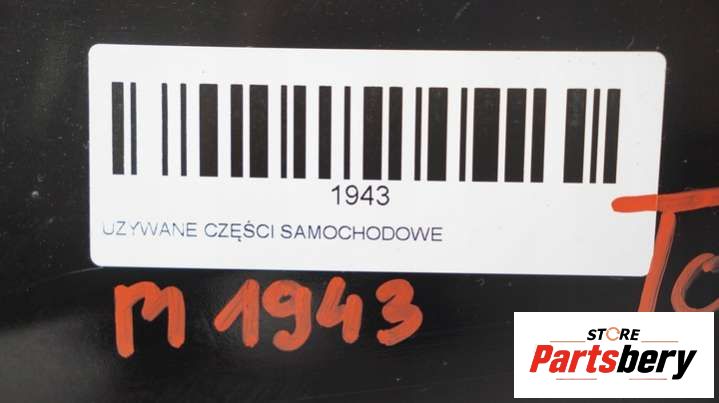 1943
UZYWANE CZĘŚCI SAMOCHODOWE
M 1943
STORE
Partsbery